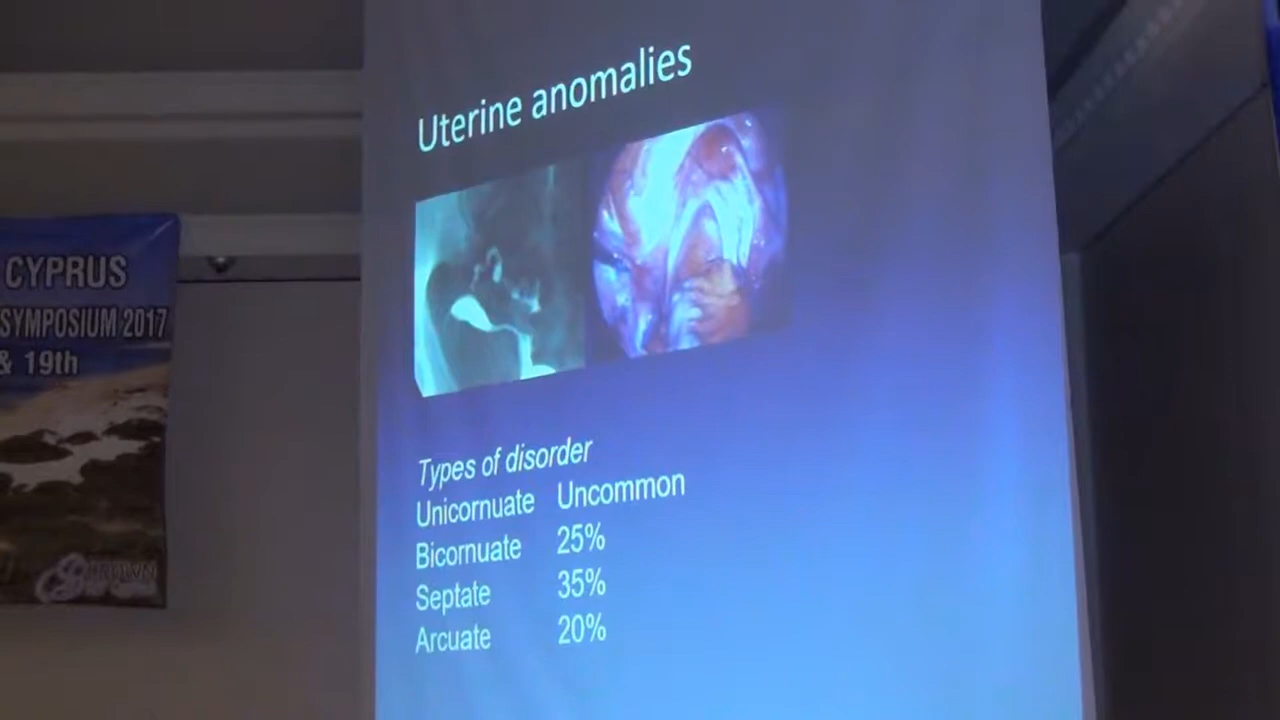 Uterine anomalies
CYPRUS
SYMPOSIUM 2017
& 19th
Types of disorder
Unicornuate Uncommon
Bicornuate 25%
Septate 35%
Arcuate 20%